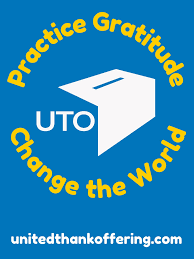 Practice Gratitude
UTO
Change the World
unitedthankoffering.com